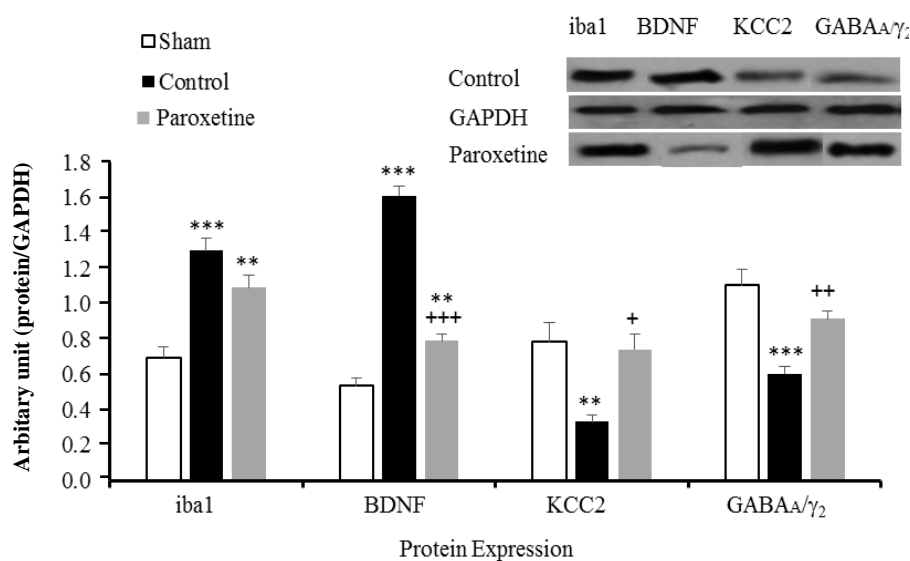 iba1 BDNF KCC2 GABAA/γ2
Sham
Control
Paroxetine
Control
GAPDH
Paroxetine
Arbitary unit (protein/GAPDH)
1.8
1.6
1.4
1.2
1.0
0.8
0.6
0.4
0.2
0.0
***
**
***
**
+++
**
+
***
++
iba1 BDNF KCC2 GABAA/γ2
Protein Expression